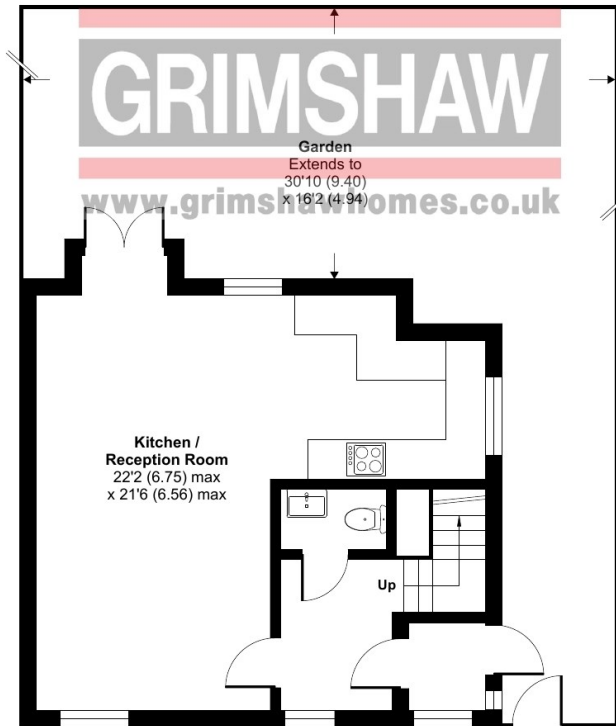 GRIMSHAW
Garden
Extends to
30'10 (9.40)
x 16'2 (4.94)
www.grimshawhomes.co.uk
Kitchen /
Reception Room
22'2 (6.75) max
x 21'6 (6.56) max
Up